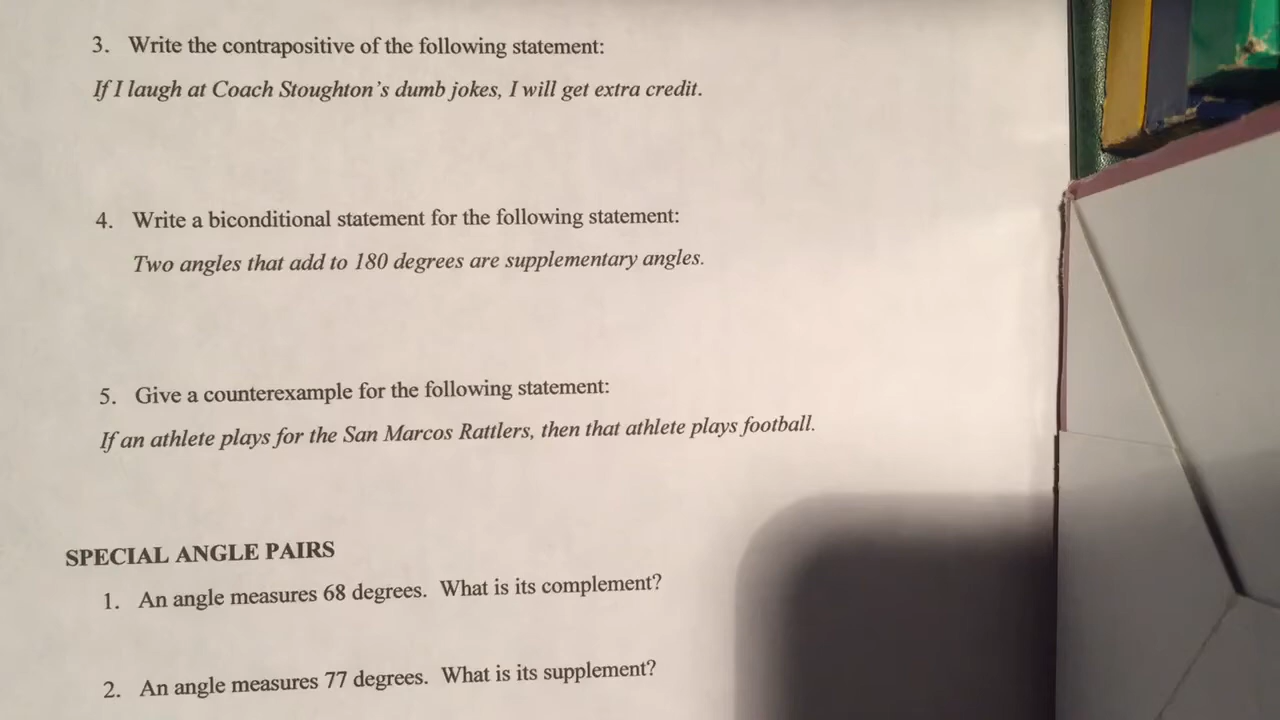 3. Write the contrapositive of the following statement:
If I laugh at Coach Stoughton's dumb jokes, I will get extra credit.
4. Write a biconditional statement for the following statement:
Two angles that add to 180 degrees are supplementary angles.
5. Give a counterexample for the following statement:
If an athlete plays for the San Marcos Rattlers, then that athlete plays football.
SPECIAL ANGLE PAIRS
1. An angle measures 68 degrees. What is its complement?
2. An angle measures 77 degrees. What is its supplement?